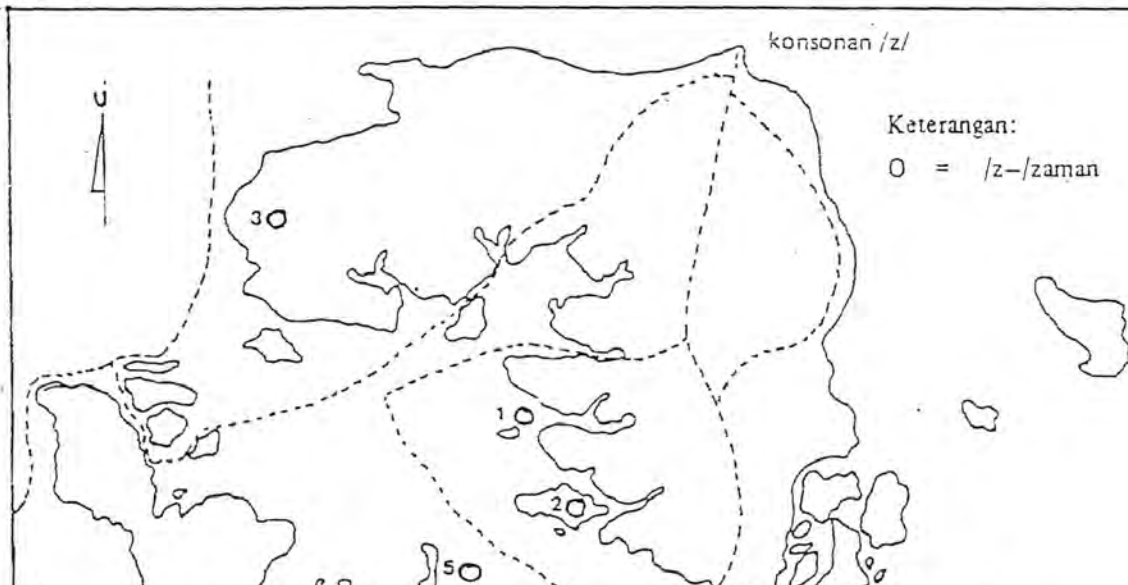 konsonan /z/
U
Keterangan:
O = /z–/zaman
3
1
2
5